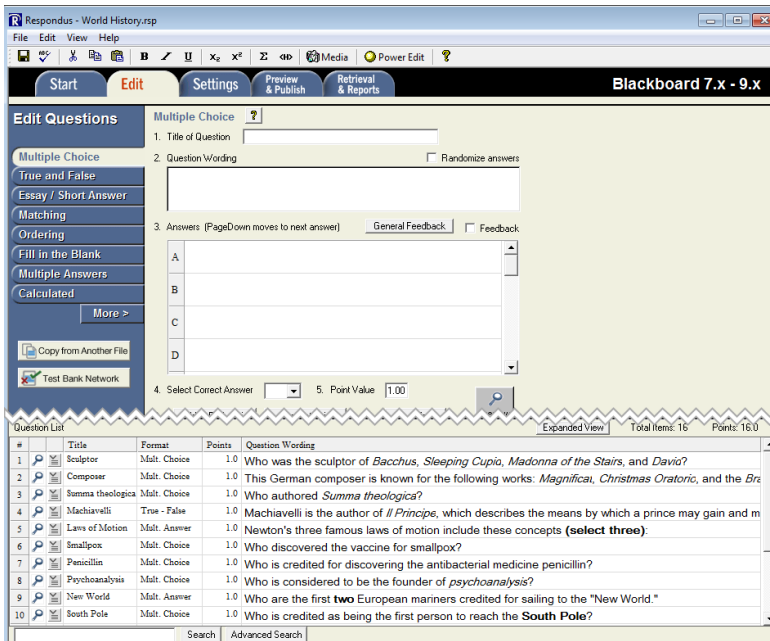 Respondus - World History.rsp
File Edit View Help
ABC B I U x₂ x² Σ Media Power Edit ?
Start Edit Settings Preview & Publish Retrieval & Reports Blackboard 7.x - 9.x
Edit Questions
Multiple Choice
True and False
Essay / Short Answer
Matching
Ordering
Fill in the Blank
Multiple Answers
Calculated
More >
Copy from Another File
Test Bank Network
Multiple Choice ?
1. Title of Question
2. Question Wording Randomize answers
3. Answers (PageDown moves to next answer) General Feedback Feedback
A
B
C
D
4. Select Correct Answer 5. Point Value 1.00
Question List Expanded View Total Items: 16 Points: 16.0
# Title Format Points Question Wording
1 Sculptor Mult. Choice 1.0 Who was the sculptor of Bacchus, Sleeping Cupid, Madonna of the Stairs, and David?
2 Composer Mult. Choice 1.0 This German composer is known for the following works: Magnificat, Christmas Oratorio, and the Bra
3 Summa theologica Mult. Choice 1.0 Who authored Summa theologica?
4 Machiavelli True - False 1.0 Machiavelli is the author of Il Principe, which describes the means by which a prince may gain and m
5 Laws of Motion Mult. Answer 1.0 Newton's three famous laws of motion include these concepts (select three):
6 Smallpox Mult. Choice 1.0 Who discovered the vaccine for smallpox?
7 Penicillin Mult. Choice 1.0 Who is credited for discovering the antibacterial medicine penicillin?
8 Psychoanalysis Mult. Choice 1.0 Who is considered to be the founder of psychoanalysis?
9 New World Mult. Answer 1.0 Who are the first two European mariners credited for sailing to the "New World."
10 South Pole Mult. Choice 1.0 Who is credited as being the first person to reach the South Pole?
Search Advanced Search